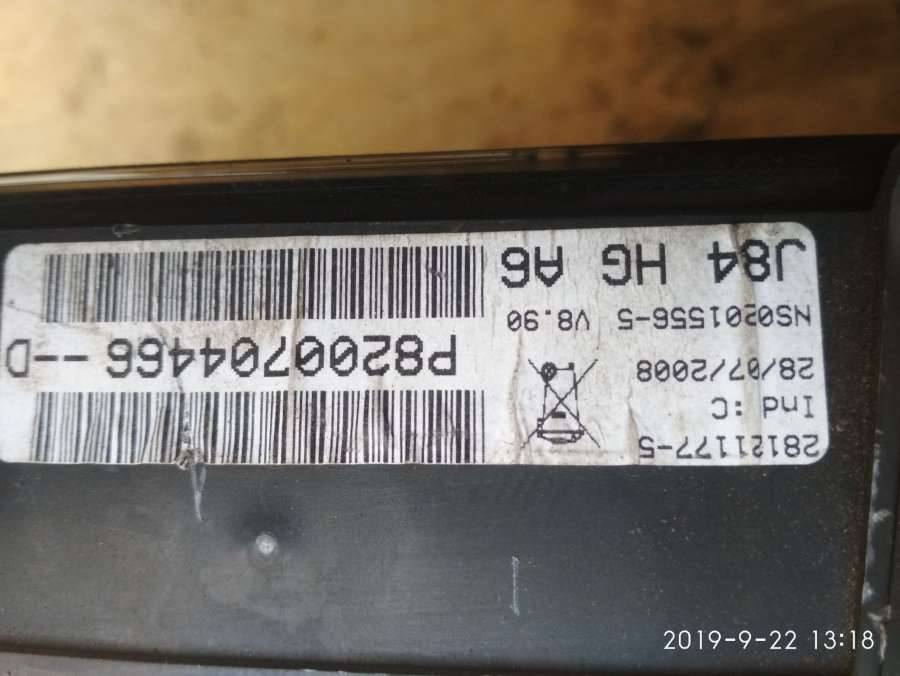 28121177-5
Ind :C
28/07/2008
NS0201556-5 V8.90
J84 HG A6
P8200704466 --D
2019-9-22 13:18